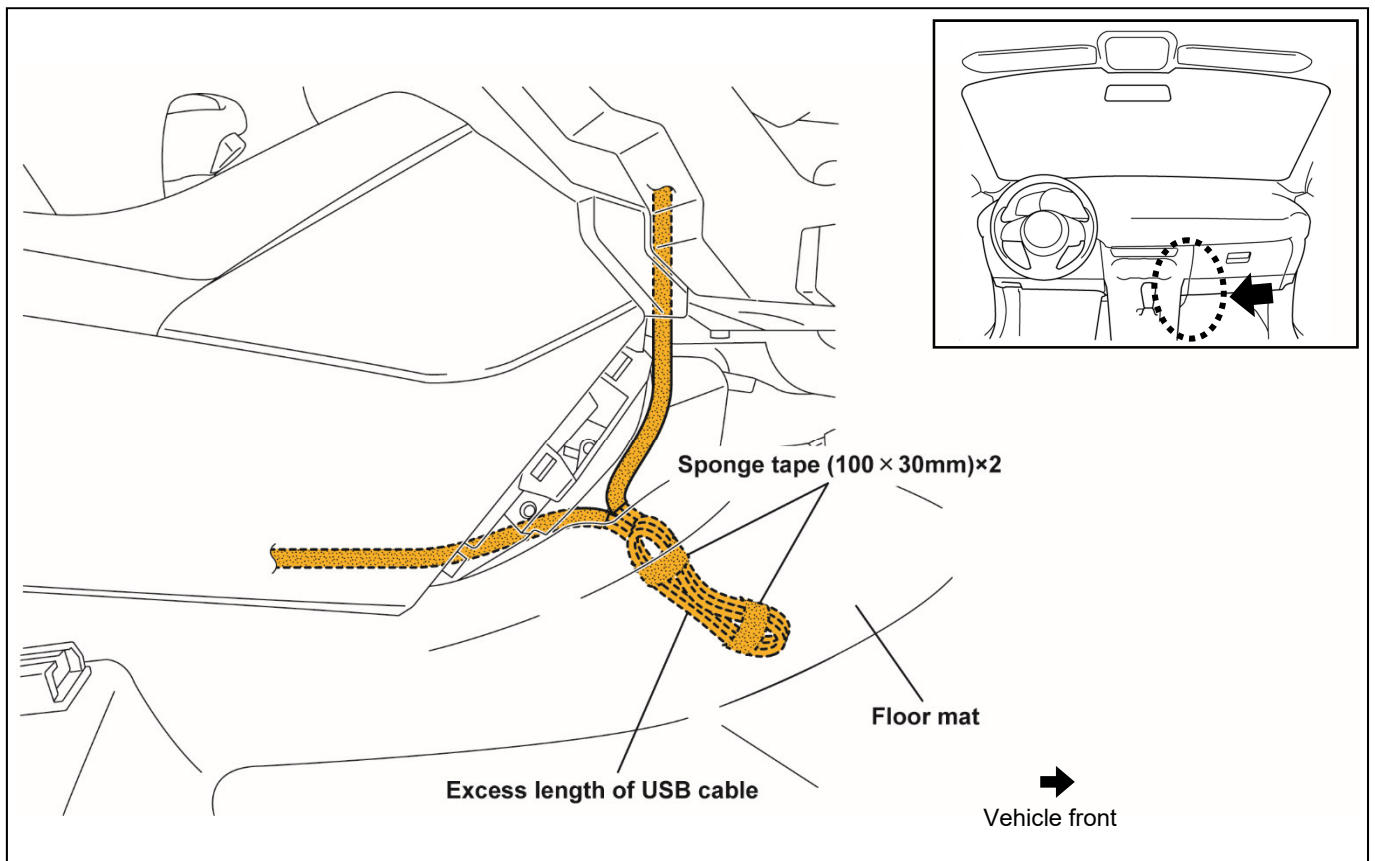 Sponge tape (100×30mm)×2
Floor mat
Excess length of USB cable
Vehicle front